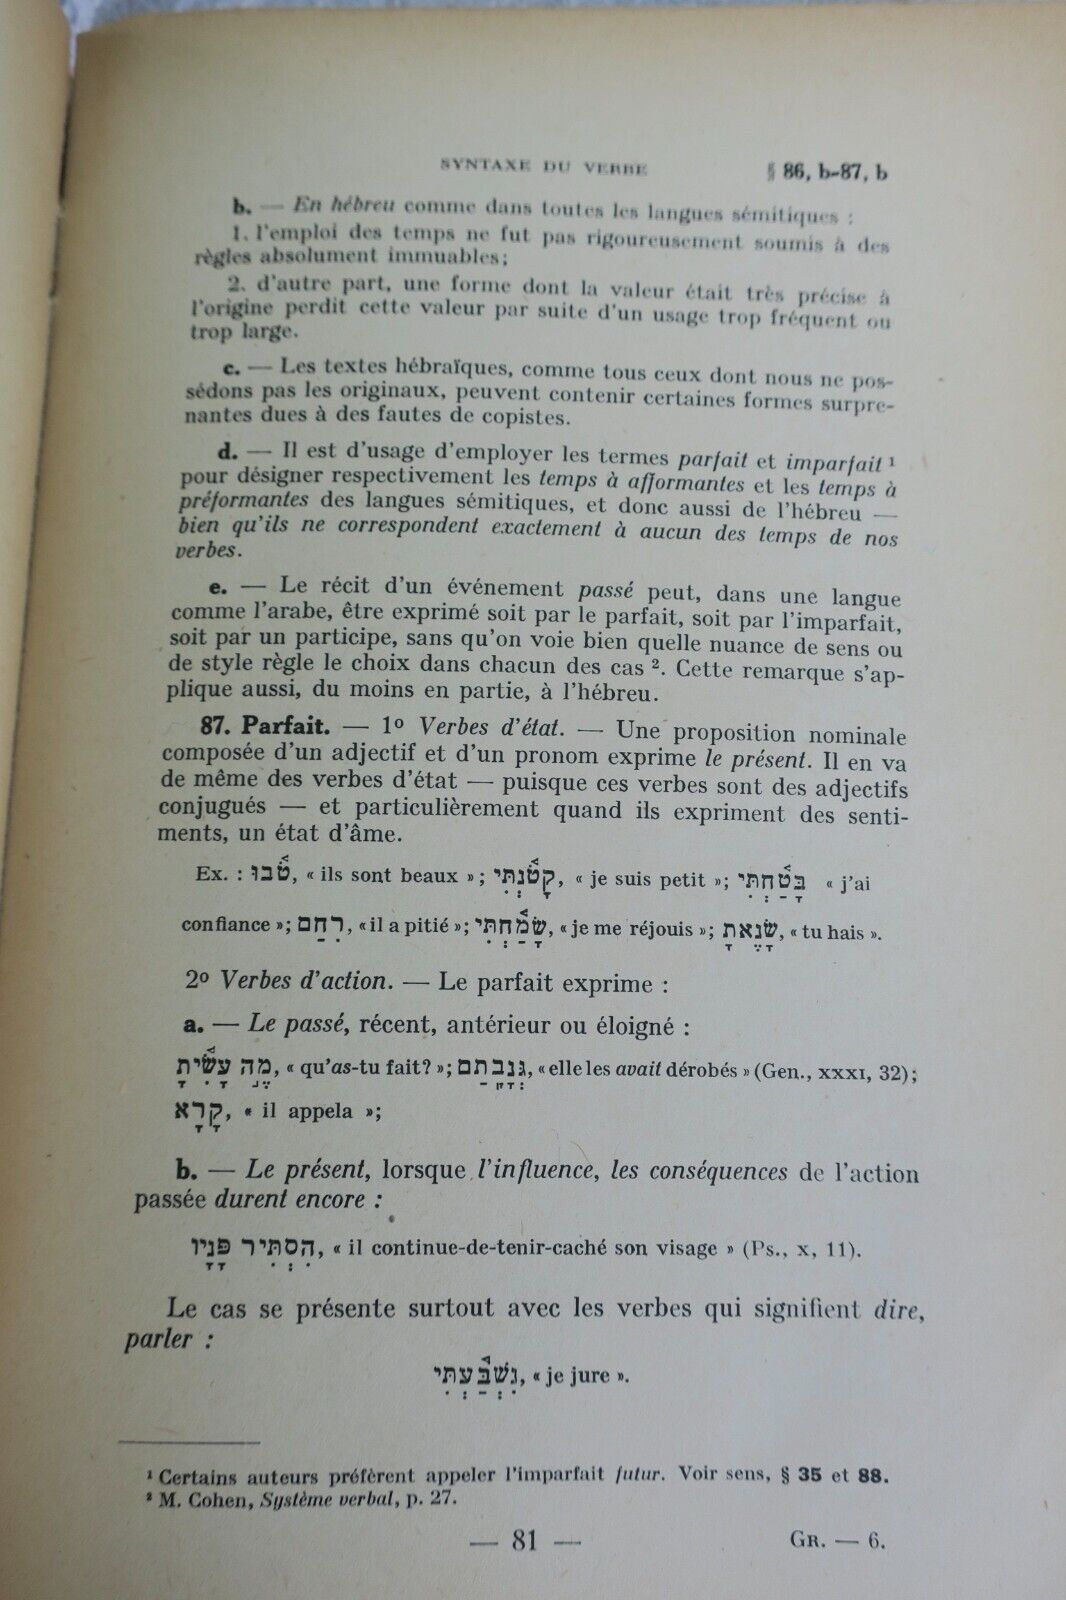 SYNTAXE DU VERBE § 86, b-87, b
b. — En hébreu comme dans toutes les langues sémitiques :
1. l'emploi des temps ne fut pas rigoureusement soumis à des
règles absolument immuables;
2. d'autre part, une forme dont la valeur était très précise à
l'origine perdit cette valeur par suite d'un usage trop fréquent ou
trop large.
c. — Les textes hébraïques, comme tous ceux dont nous ne pos-
sédons pas les originaux, peuvent contenir certaines formes surpre-
nantes dues à des fautes de copistes.
d. — Il est d'usage d'employer les termes parfait et imparfait ¹
pour désigner respectivement les temps à afformantes et les temps à
préformantes des langues sémitiques, et donc aussi de l'hébreu —
bien qu'ils ne correspondent exactement à aucun des temps de nos
verbes.
e. — Le récit d'un événement passé peut, dans une langue
comme l'arabe, être exprimé soit par le parfait, soit par l'imparfait,
soit par un participe, sans qu'on voie bien quelle nuance de sens ou
de style règle le choix dans chacun des cas ². Cette remarque s'ap-
plique aussi, du moins en partie, à l'hébreu.
87. Parfait. — 1º Verbes d'état. — Une proposition nominale
composée d'un adjectif et d'un pronom exprime le présent. Il en va
de même des verbes d'état — puisque ces verbes sont des adjectifs
conjugués — et particulièrement quand ils expriment des senti-
ments, un état d'âme.
Ex. : טֹ֫בוּ, « ils sont beaux »; קָטֹ֫נְתִּי, « je suis petit »; בָּטַ֫חְתִּי « j'ai
confiance »; רִחַם, « il a pitié »; שָׂמַ֫חְתִּי, « je me réjouis »; שָׂנֵאתָ, « tu hais ».
2º Verbes d'action. — Le parfait exprime :
a. — Le passé, récent, antérieur ou éloigné :
מֶה עָשִׂ֫יתָ, « qu'as-tu fait? »; גְּנָבָתַם, « elle les avait dérobés » (Gen., XXXI, 32);
קָרָא, « il appela »;
b. — Le présent, lorsque l'influence, les conséquences de l'action
passée durent encore :
הִסְתִּיר פָּנָיו, « il continue-de-tenir-caché son visage » (Ps., X, 11).
Le cas se présente surtout avec les verbes qui signifient dire,
parler :
נִשְׁבַּ֫עְתִּי, « je jure ».
¹ Certains auteurs préfèrent appeler l'imparfait futur. Voir sens, § 35 et 88.
² M. Cohen, Système verbal, p. 27.
— 81 — GR. — 6.